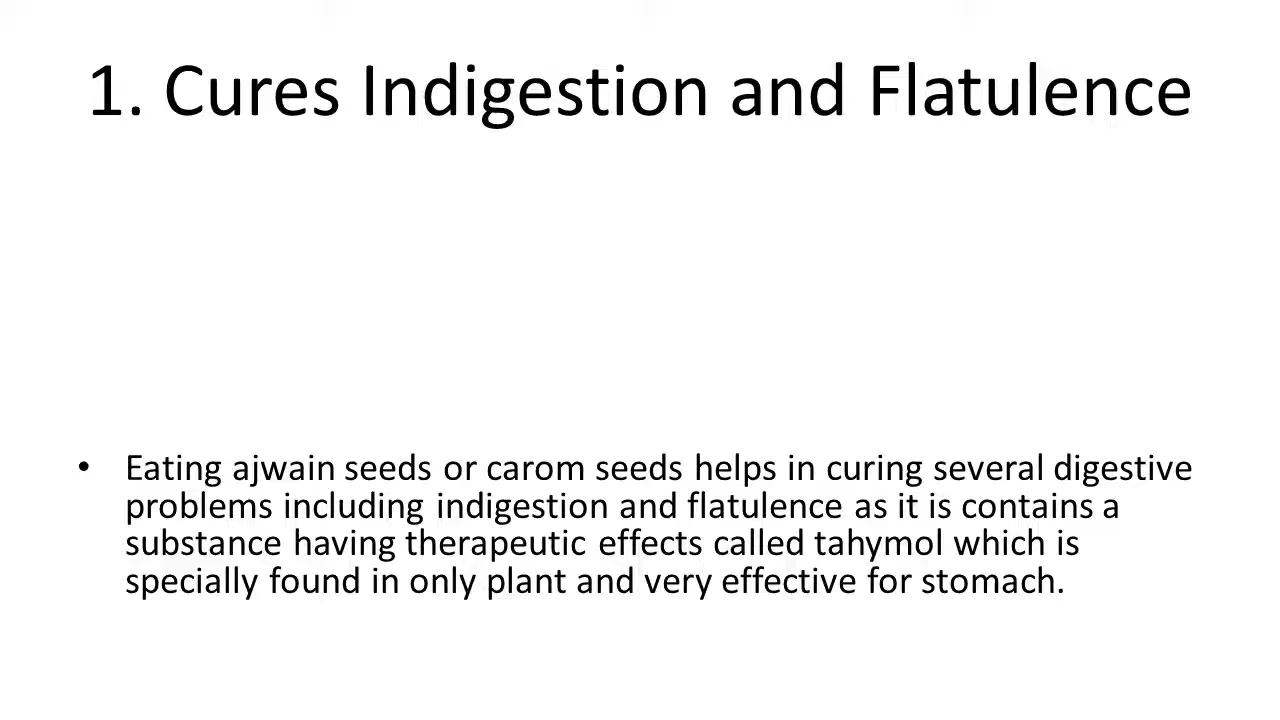 1. Cures Indigestion and Flatulence
• Eating ajwain seeds or carom seeds helps in curing several digestive
problems including indigestion and flatulence as it is contains a
substance having therapeutic effects called tahymol which is
specially found in only plant and very effective for stomach.